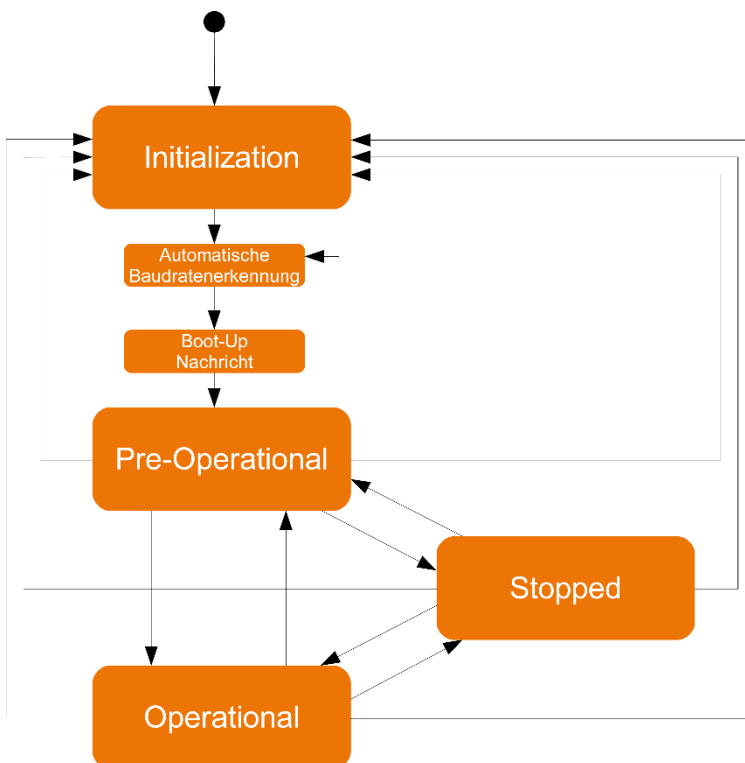 Initialization
Automatische
Baudratenerkennung
Boot-Up
Nachricht
Pre-Operational
Stopped
Operational